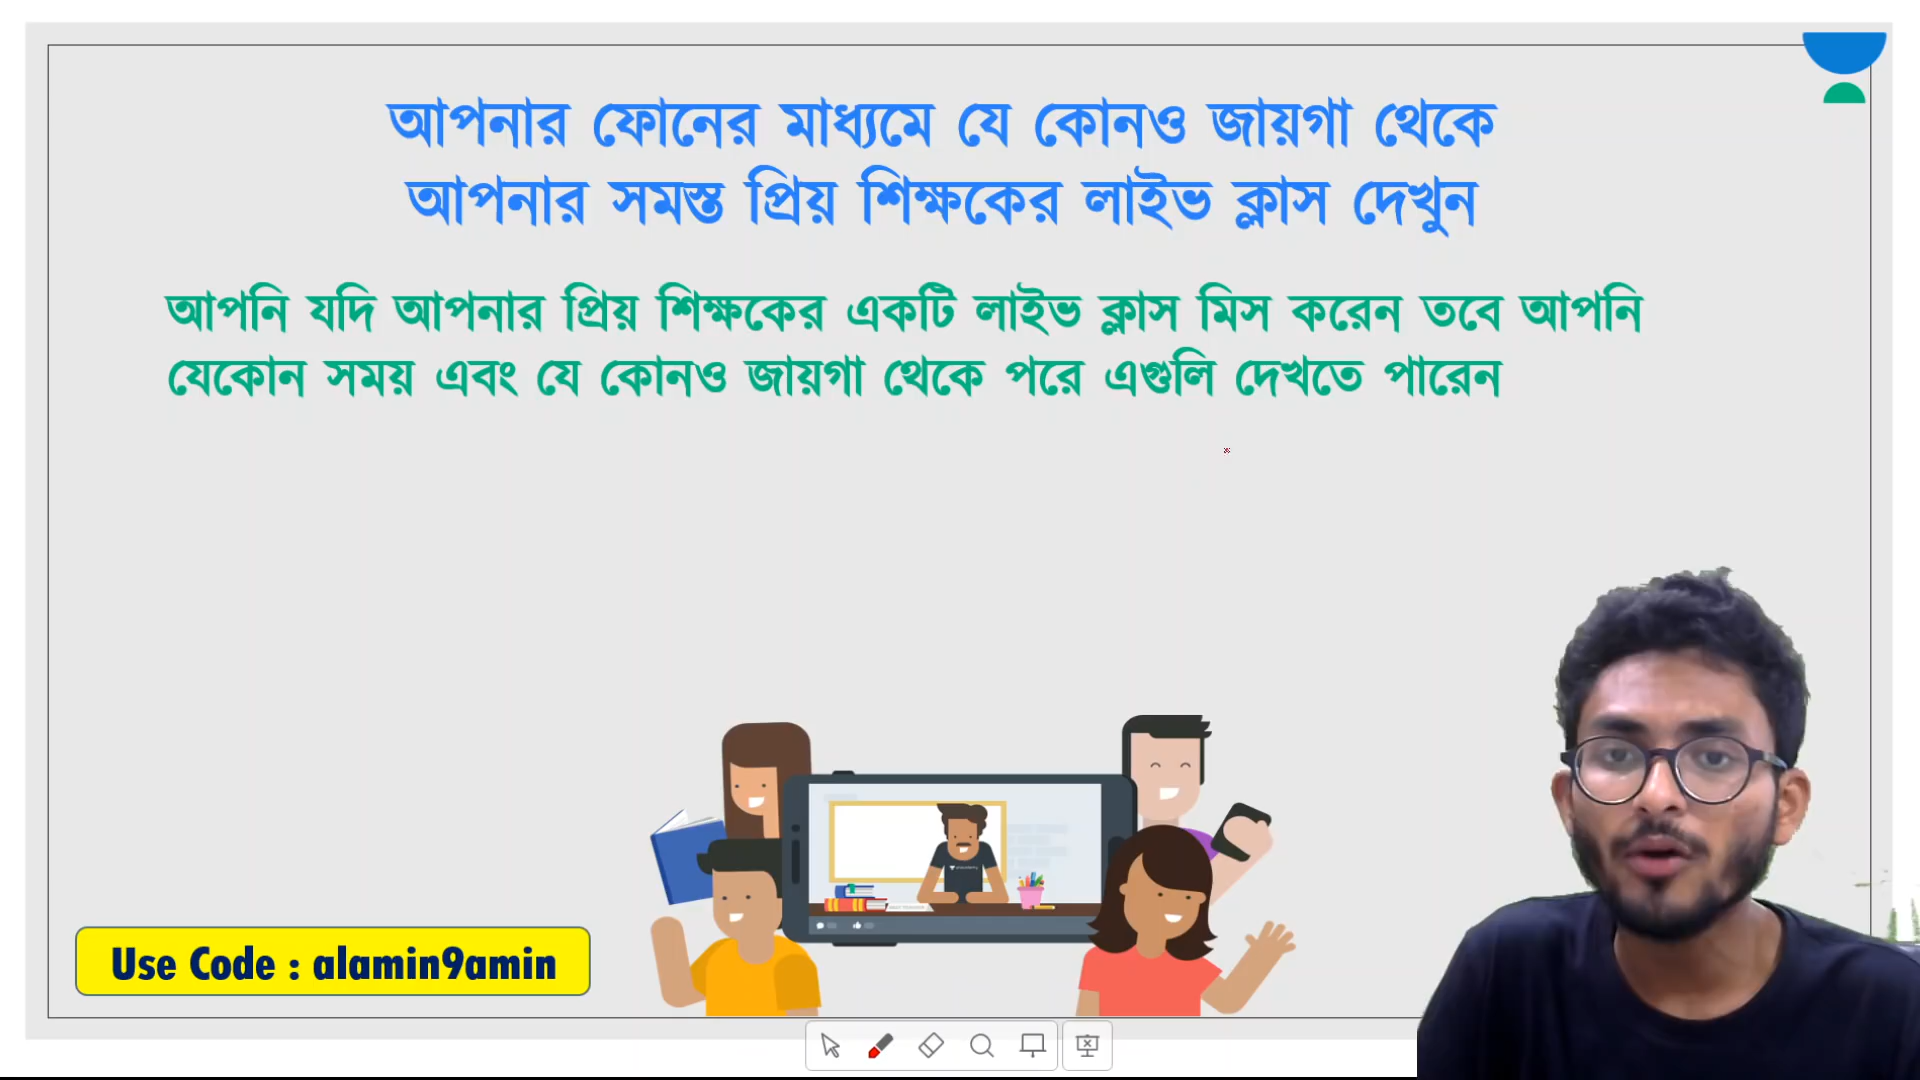 আপনার ফোনের মাধ্যমে যে কোনও জায়গা থেকে
আপনার সমস্ত প্রিয় শিক্ষকের লাইভ ক্লাস দেখুন
আপনি যদি আপনার প্রিয় শিক্ষকের একটি লাইভ ক্লাস মিস করেন তবে আপনি
যেকোন সময় এবং যে কোনও জায়গা থেকে পরে এগুলি দেখতে পারেন
Use Code : alamin9amin